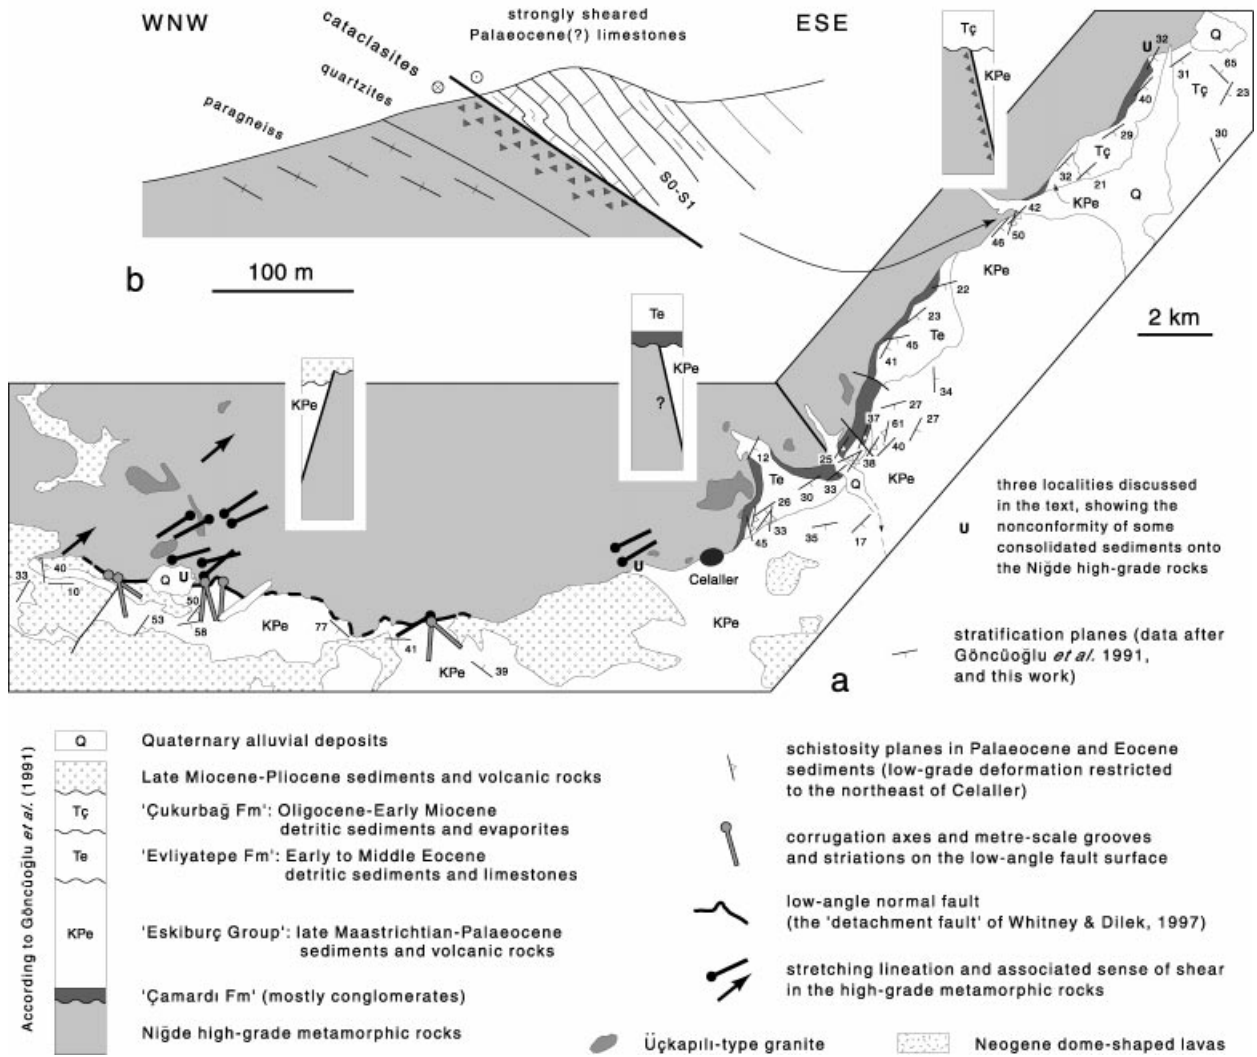 WNW
strongly sheared
Palaeocene(?) limestones
ESE
cataclasites
quartzites
paragneiss
S0-S1
b
100 m
Tç
KPe
U
32
Q
31
65
Tç
23
40
30
29
Tç
32
21
Q
KPe
42
46
50
KPe
22
23
Te
45
41
34
2 km
Te
KPe
?
KPe
37
27
61
27
40
12
25
38
KPe
Te
30
33
Q
26
33
45
35
17
Celaller
U
KPe
33
40
10
Q
U
50
53
58
KPe
77
41
KPe
39
a
three localities discussed
in the text, showing the
U nonconformity of some
consolidated sediments onto
the Niğde high-grade rocks
stratification planes (data after
Göncüoğlu et al. 1991,
and this work)
According to Göncüoğlu et al. (1991)
Q Quaternary alluvial deposits
Late Miocene-Pliocene sediments and volcanic rocks
Tç 'Çukurbağ Fm': Oligocene-Early Miocene
detritic sediments and evaporites
Te 'Evliyatepe Fm': Early to Middle Eocene
detritic sediments and limestones
KPe 'Eskiburç Group': late Maastrichtian-Palaeocene
sediments and volcanic rocks
'Çamardı Fm' (mostly conglomerates)
Niğde high-grade metamorphic rocks
schistosity planes in Palaeocene and Eocene
sediments (low-grade deformation restricted
to the northeast of Celaller)
corrugation axes and metre-scale grooves
and striations on the low-angle fault surface
low-angle normal fault
(the 'detachment fault' of Whitney & Dilek, 1997)
stretching lineation and associated sense of shear
in the high-grade metamorphic rocks
Üçkapılı-type granite
Neogene dome-shaped lavas